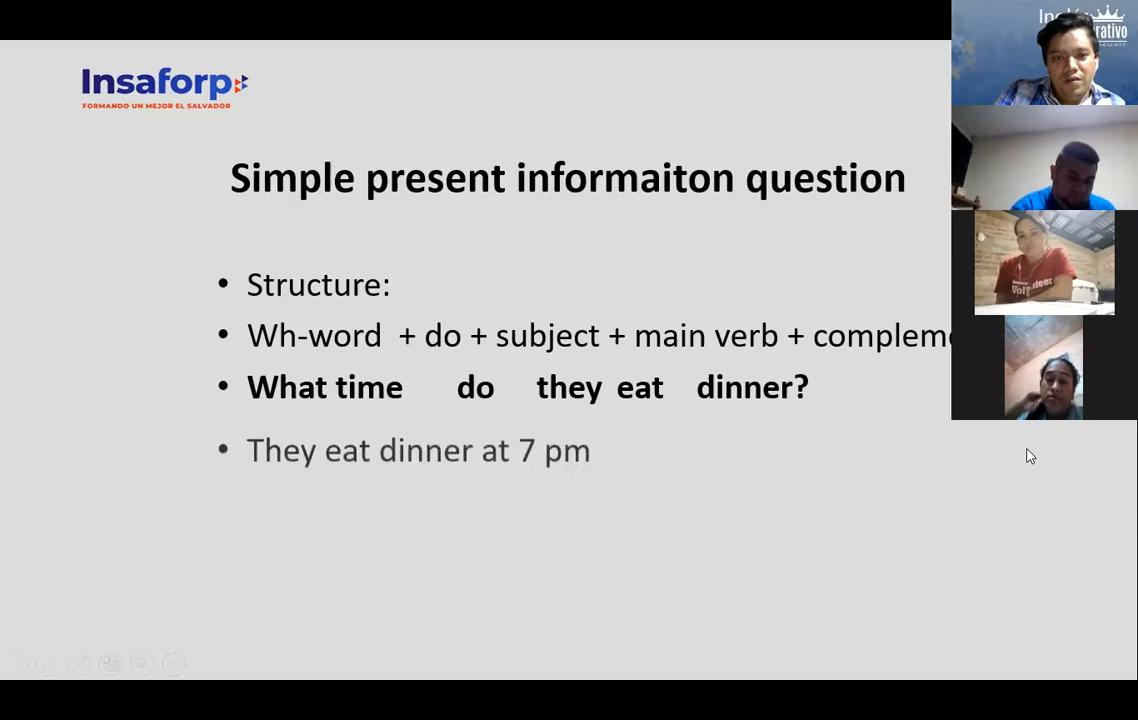 Insaforp
FORMANDO UN MEJOR EL SALVADOR
Simple present informaiton question
• Structure:
• Wh-word + do + subject + main verb + compleme
• What time do they eat dinner?
• They eat dinner at 7 pm